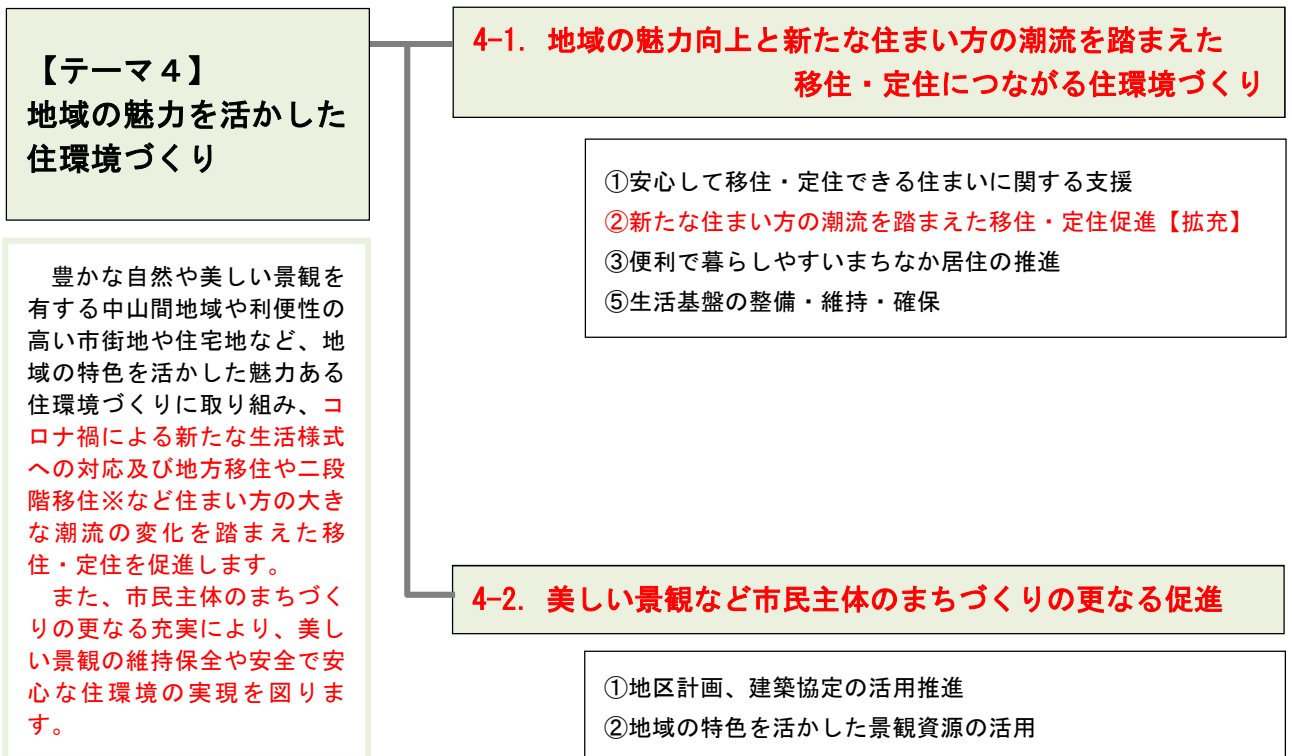 【テーマ４】
地域の魅力を活かした
住環境づくり
豊かな自然や美しい景観を
有する中山間地域や利便性の
高い市街地や住宅地など、地
域の特色を活かした魅力ある
住環境づくりに取り組み、コ
ロナ禍による新たな生活様式
への対応及び地方移住や二段
階移住※など住まい方の大き
な潮流の変化を踏まえた移
住・定住を促進します。
また、市民主体のまちづく
りの更なる充実により、美し
い景観の維持保全や安全で安
心な住環境の実現を図りま
す。
4-1. 地域の魅力向上と新たな住まい方の潮流を踏まえた
移住・定住につながる住環境づくり
①安心して移住・定住できる住まいに関する支援
②新たな住まい方の潮流を踏まえた移住・定住促進【拡充】
③便利で暮らしやすいまちなか居住の推進
⑤生活基盤の整備・維持・確保
4-2. 美しい景観など市民主体のまちづくりの更なる促進
①地区計画、建築協定の活用推進
②地域の特色を活かした景観資源の活用